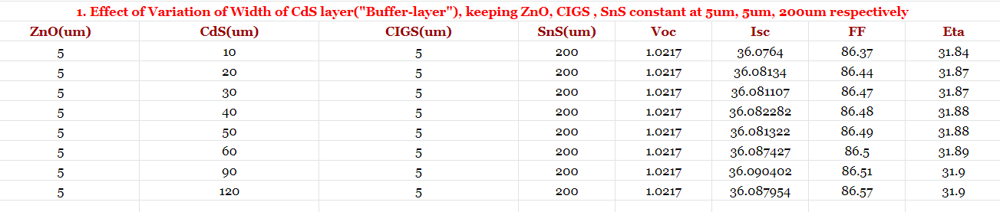 1. Effect of Variation of Width of CdS layer("Buffer-layer"), keeping ZnO, CIGS , SnS constant at 5um, 5um, 200um respectively
ZnO(um) CdS(um) CIGS(um) SnS(um) Voc Isc FF Eta
5 10 5 200 1.0217 36.0764 86.37 31.84
5 20 5 200 1.0217 36.08134 86.44 31.87
5 30 5 200 1.0217 36.081107 86.47 31.87
5 40 5 200 1.0217 36.082282 86.48 31.88
5 50 5 200 1.0217 36.081322 86.49 31.88
5 60 5 200 1.0217 36.087427 86.5 31.89
5 90 5 200 1.0217 36.090402 86.51 31.9
5 120 5 200 1.0217 36.087954 86.57 31.9